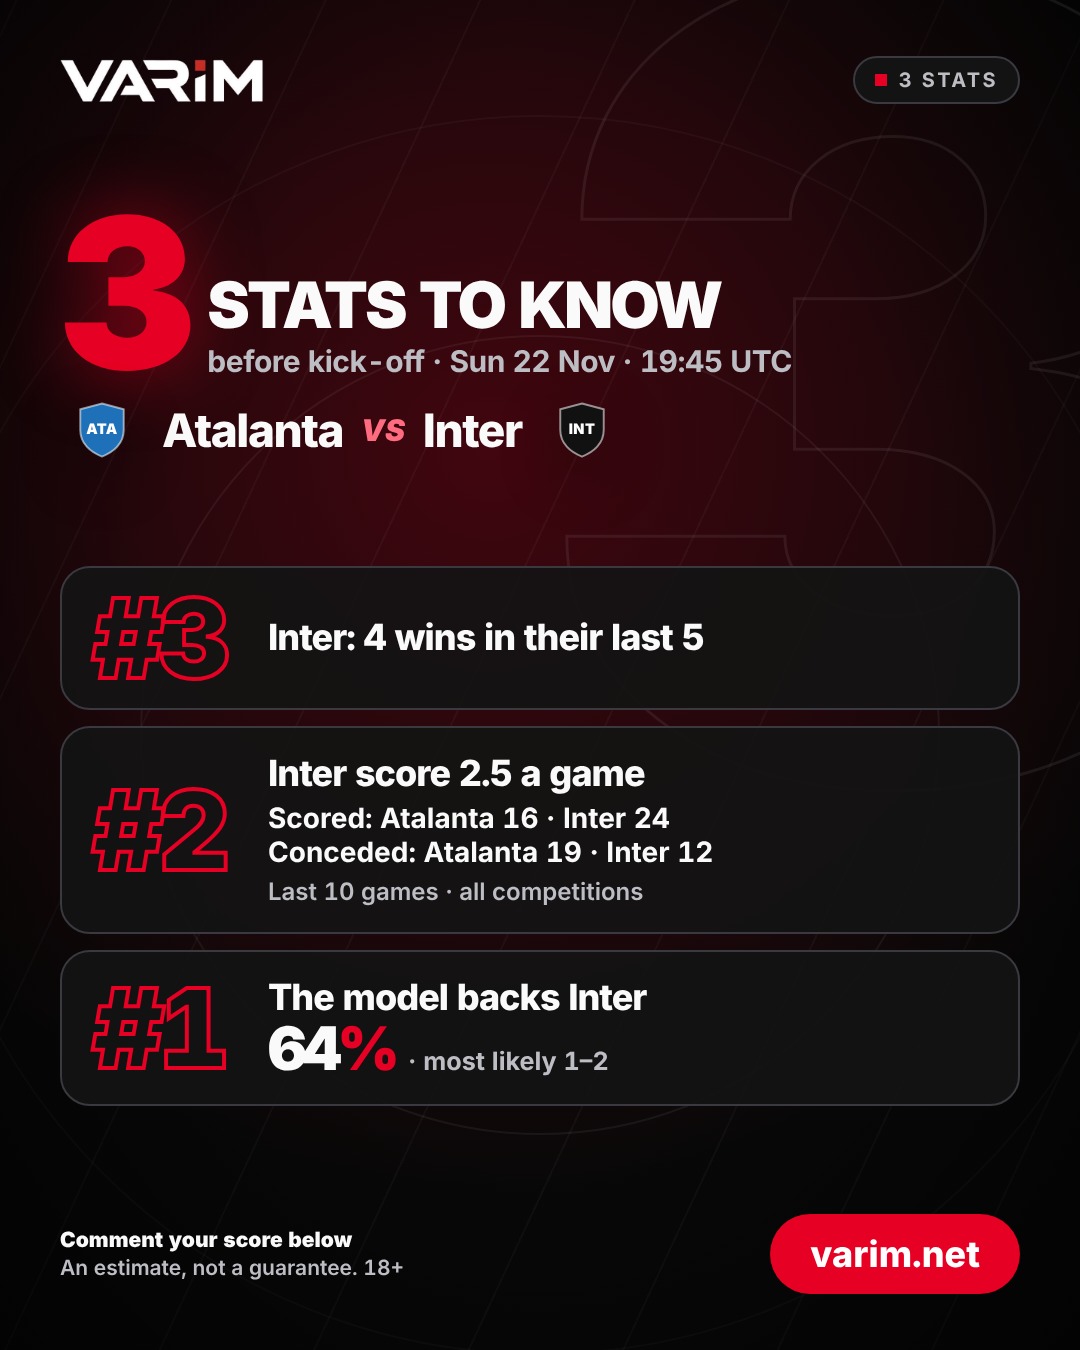 VARiM
3 STATS
3
STATS TO KNOW
before kick-off · Sun 22 Nov · 19:45 UTC
ATA
Atalanta vs Inter
INT
#3
Inter: 4 wins in their last 5
#2
Inter score 2.5 a game
Scored: Atalanta 16 · Inter 24
Conceded: Atalanta 19 · Inter 12
Last 10 games · all competitions
#1
The model backs Inter
64% · most likely 1–2
Comment your score below
An estimate, not a guarantee. 18+
varim.net